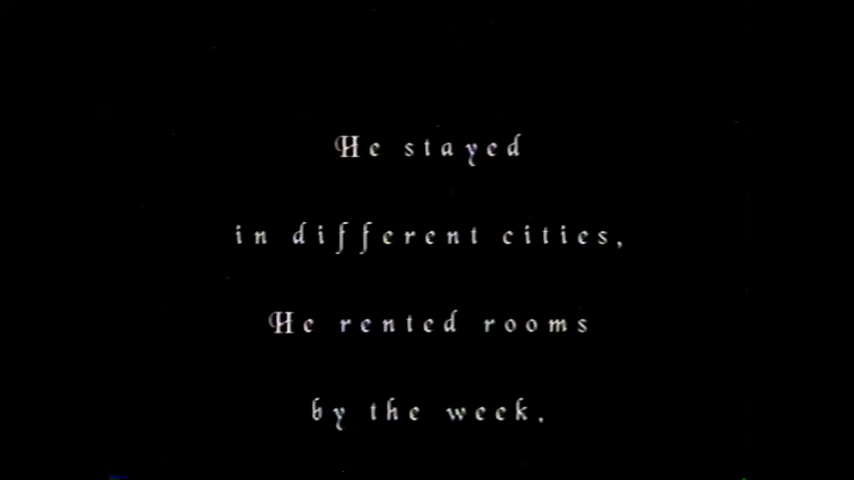 He stayed
in different cities,
He rented rooms
by the week.